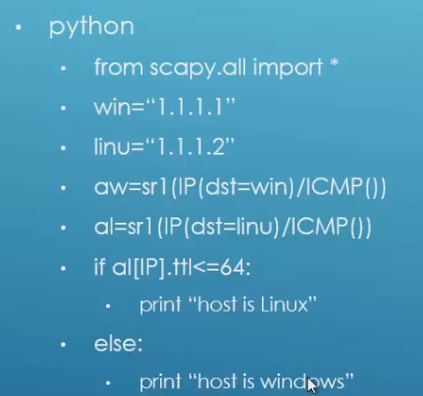 • python
• from scapy.all import *
• win=“1.1.1.1”
• linu=“1.1.1.2”
• aw=sr1(IP(dst=win)/ICMP())
• al=sr1(IP(dst=linu)/ICMP())
• if al[IP].ttl<=64:
• print “host is Linux”
• else:
• print “host is windows”